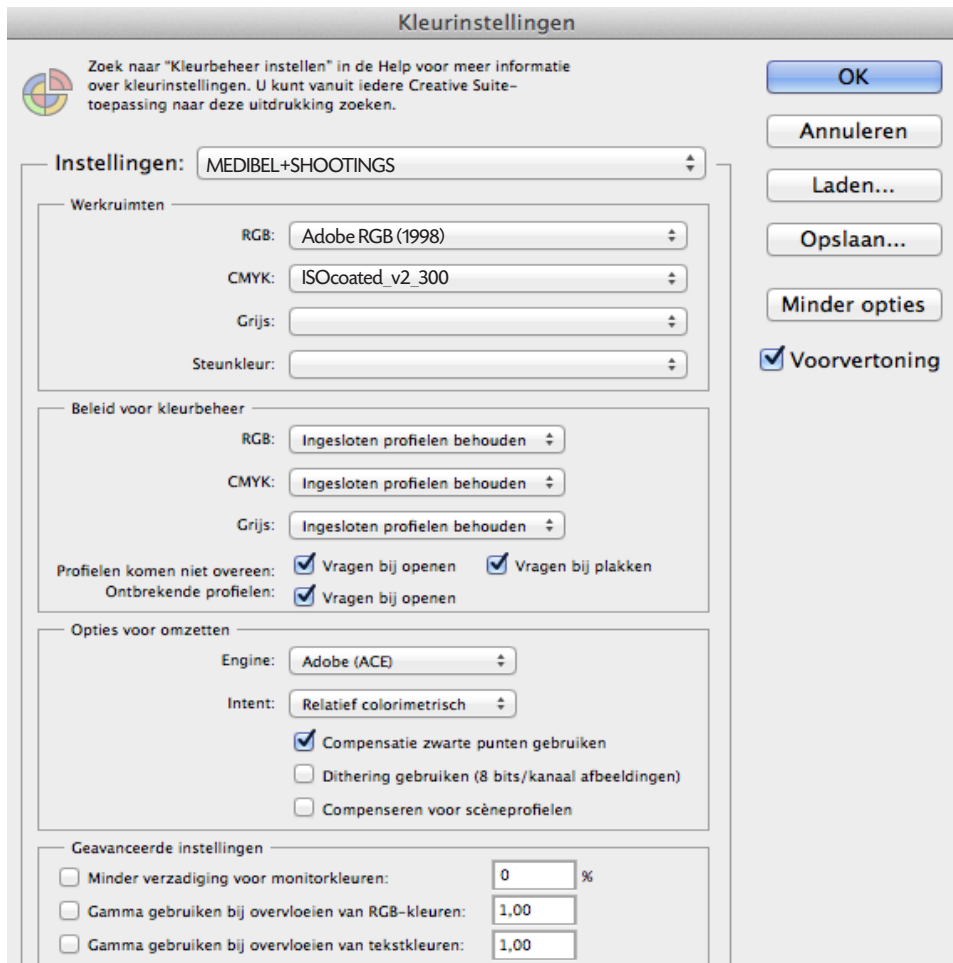 Kleurinstellingen
Zoek naar "Kleurbeheer instellen" in de Help voor meer informatie
over kleurinstellingen. U kunt vanuit iedere Creative Suite-
toepassing naar deze uitdrukking zoeken.
OK
Annuleren
Laden...
Opslaan...
Minder opties
Voorvertoning
Instellingen: MEDIBEL+SHOOTINGS
Werkruimten
RGB: Adobe RGB (1998)
CMYK: ISOcoated_v2_300
Grijs:
Steunkleur:
Beleid voor kleurbeheer
RGB: Ingesloten profielen behouden
CMYK: Ingesloten profielen behouden
Grijs: Ingesloten profielen behouden
Profielen komen niet overeen: Vragen bij openen Vragen bij plakken
Ontbrekende profielen: Vragen bij openen
Opties voor omzetten
Engine: Adobe (ACE)
Intent: Relatief colorimetrisch
Compensatie zwarte punten gebruiken
Dithering gebruiken (8 bits/kanaal afbeeldingen)
Compenseren voor scèneprofielen
Geavanceerde instellingen
Minder verzadiging voor monitorkleuren: 0 %
Gamma gebruiken bij overvloeien van RGB-kleuren: 1,00
Gamma gebruiken bij overvloeien van tekstkleuren: 1,00